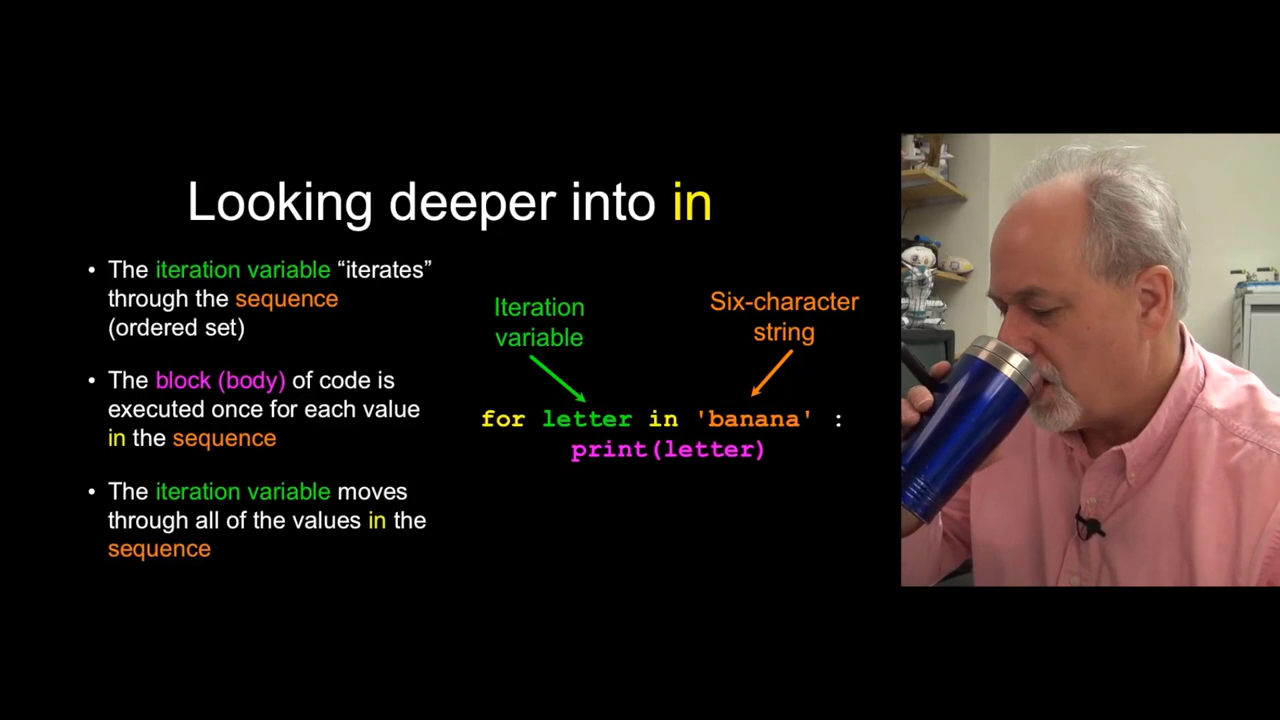 Looking deeper into in
• The iteration variable “iterates”
through the sequence
(ordered set)
• The block (body) of code is
executed once for each value
in the sequence
• The iteration variable moves
through all of the values in the
sequence
Iteration
variable
Six-character
string
for letter in 'banana' :
print(letter)